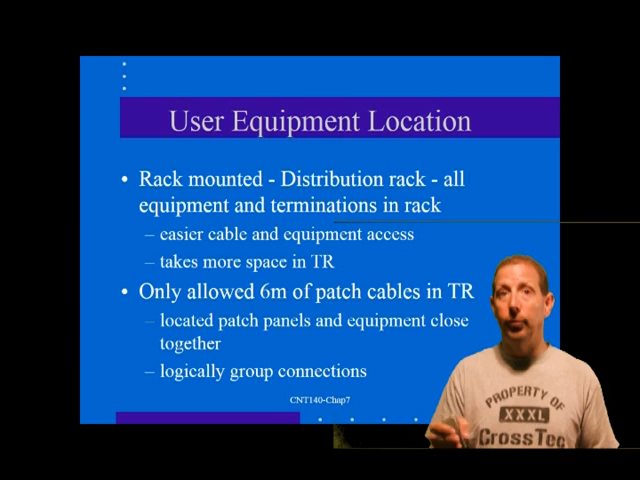 User Equipment Location
• Rack mounted - Distribution rack - all
equipment and terminations in rack
– easier cable and equipment access
– takes more space in TR
• Only allowed 6m of patch cables in TR
– located patch panels and equipment close
together
– logically group connections
CNT140-Chap7
PROPERTY OF
XXXL
CrossTec